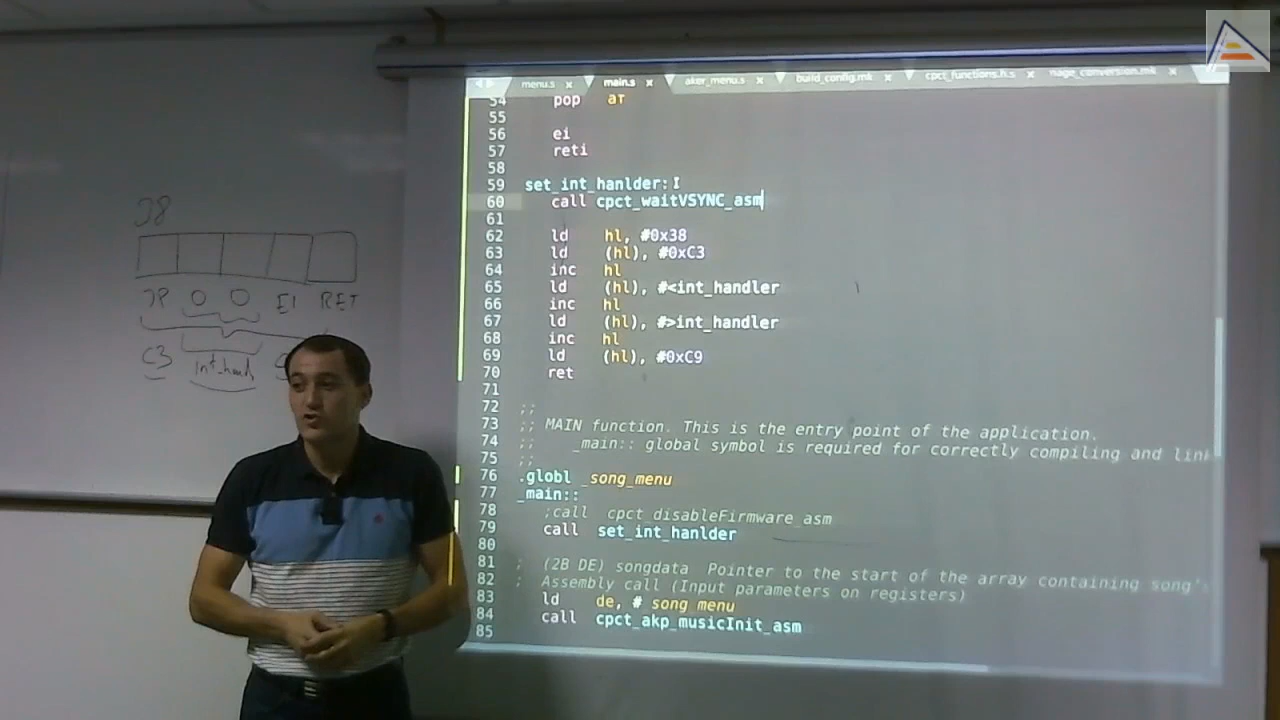 menu.s x main.s x aker_menu.s x build_config.mk x cpct_functions.h.s x
54 pop af
55
56 ei
57 reti
58
59 set_int_hanlder:
60 call cpct_waitVSYNC_asm
61
62 ld hl, #0x38
63 ld (hl), #0xC3
64 inc hl
65 ld (hl), #<int_handler
66 inc hl
67 ld (hl), #>int_handler
68 inc hl
69 ld (hl), #0xC9
70 ret
71
72 ;;
73 ;; MAIN function. This is the entry point of the application.
74 ;; _main:: global symbol is required for correctly compiling and link
75 ;;
76 .globl _song_menu
77 _main::
78 ;call cpct_disableFirmware_asm
79 call set_int_hanlder
80
81 ; (2B DE) songdata Pointer to the start of the array containing song's
82 ; Assembly call (Input parameters on registers)
83 ld de, #_song_menu
84 call cpct_akp_musicInit_asm
85
38
JP 0 0 EI RET
C3 int_hand